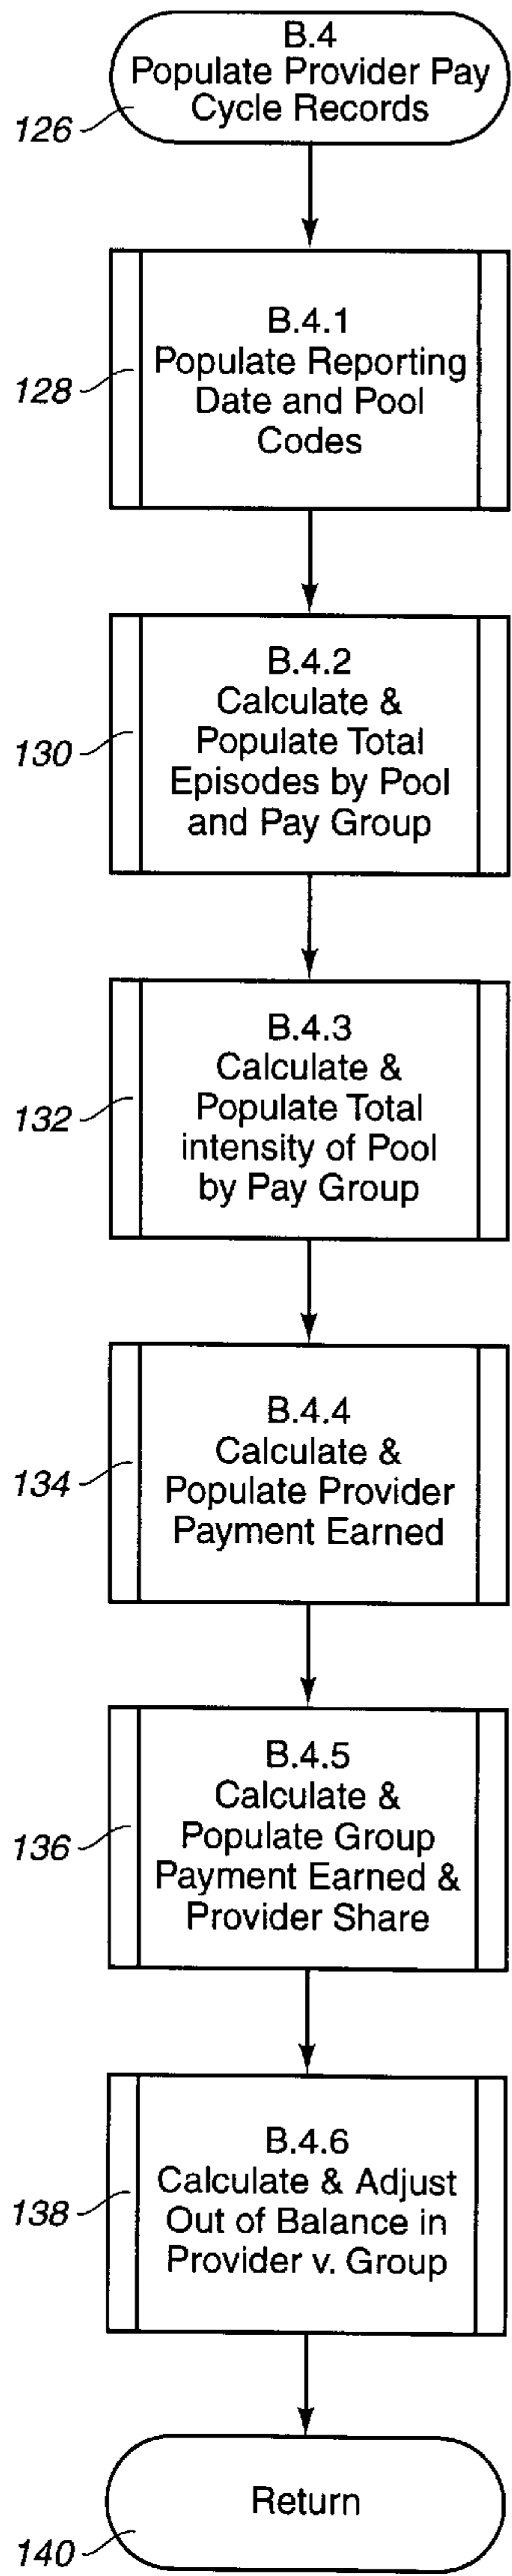 B.4
Populate Provider Pay
Cycle Records
126
B.4.1
Populate Reporting
Date and Pool
Codes
128
B.4.2
Calculate &
Populate Total
Episodes by Pool
and Pay Group
130
B.4.3
Calculate &
Populate Total
intensity of Pool
by Pay Group
132
B.4.4
Calculate &
Populate Provider
Payment Earned
134
B.4.5
Calculate &
Populate Group
Payment Earned &
Provider Share
136
B.4.6
Calculate & Adjust
Out of Balance in
Provider v. Group
138
Return
140